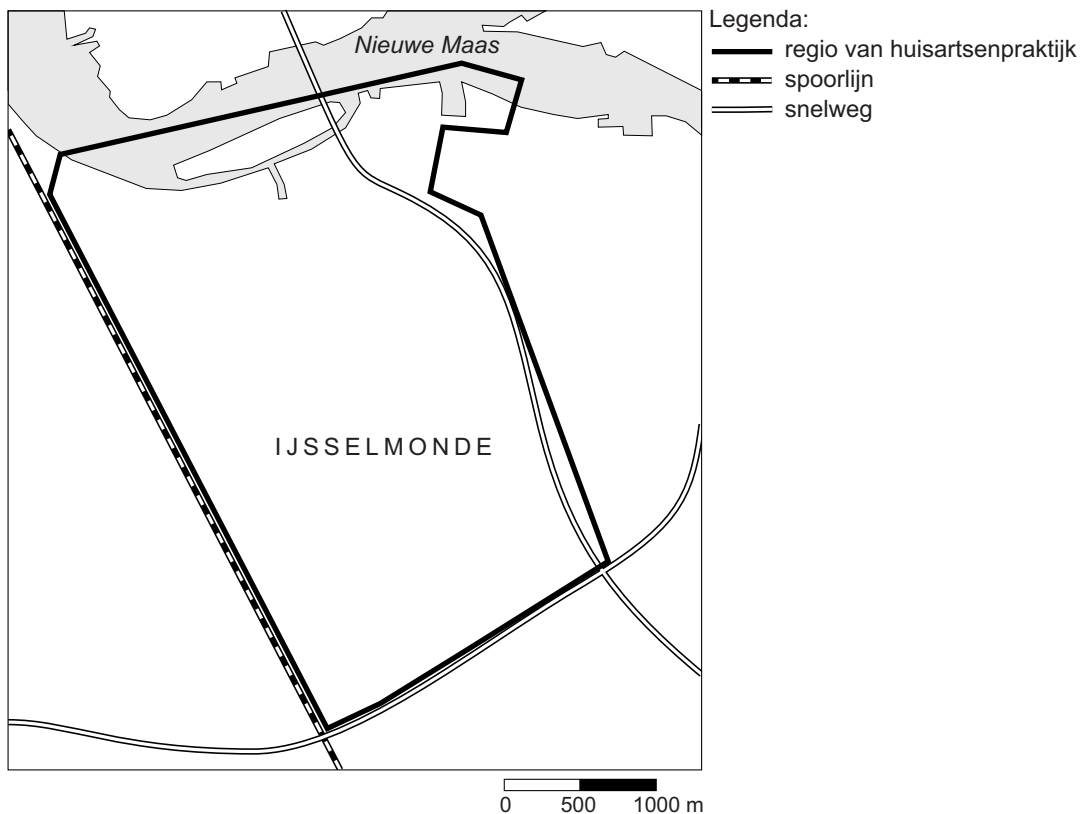 Legenda:
Nieuwe Maas
regio van huisartsenpraktijk
spoorlijn
snelweg
IJSSELMONDE
0 500 1000 m